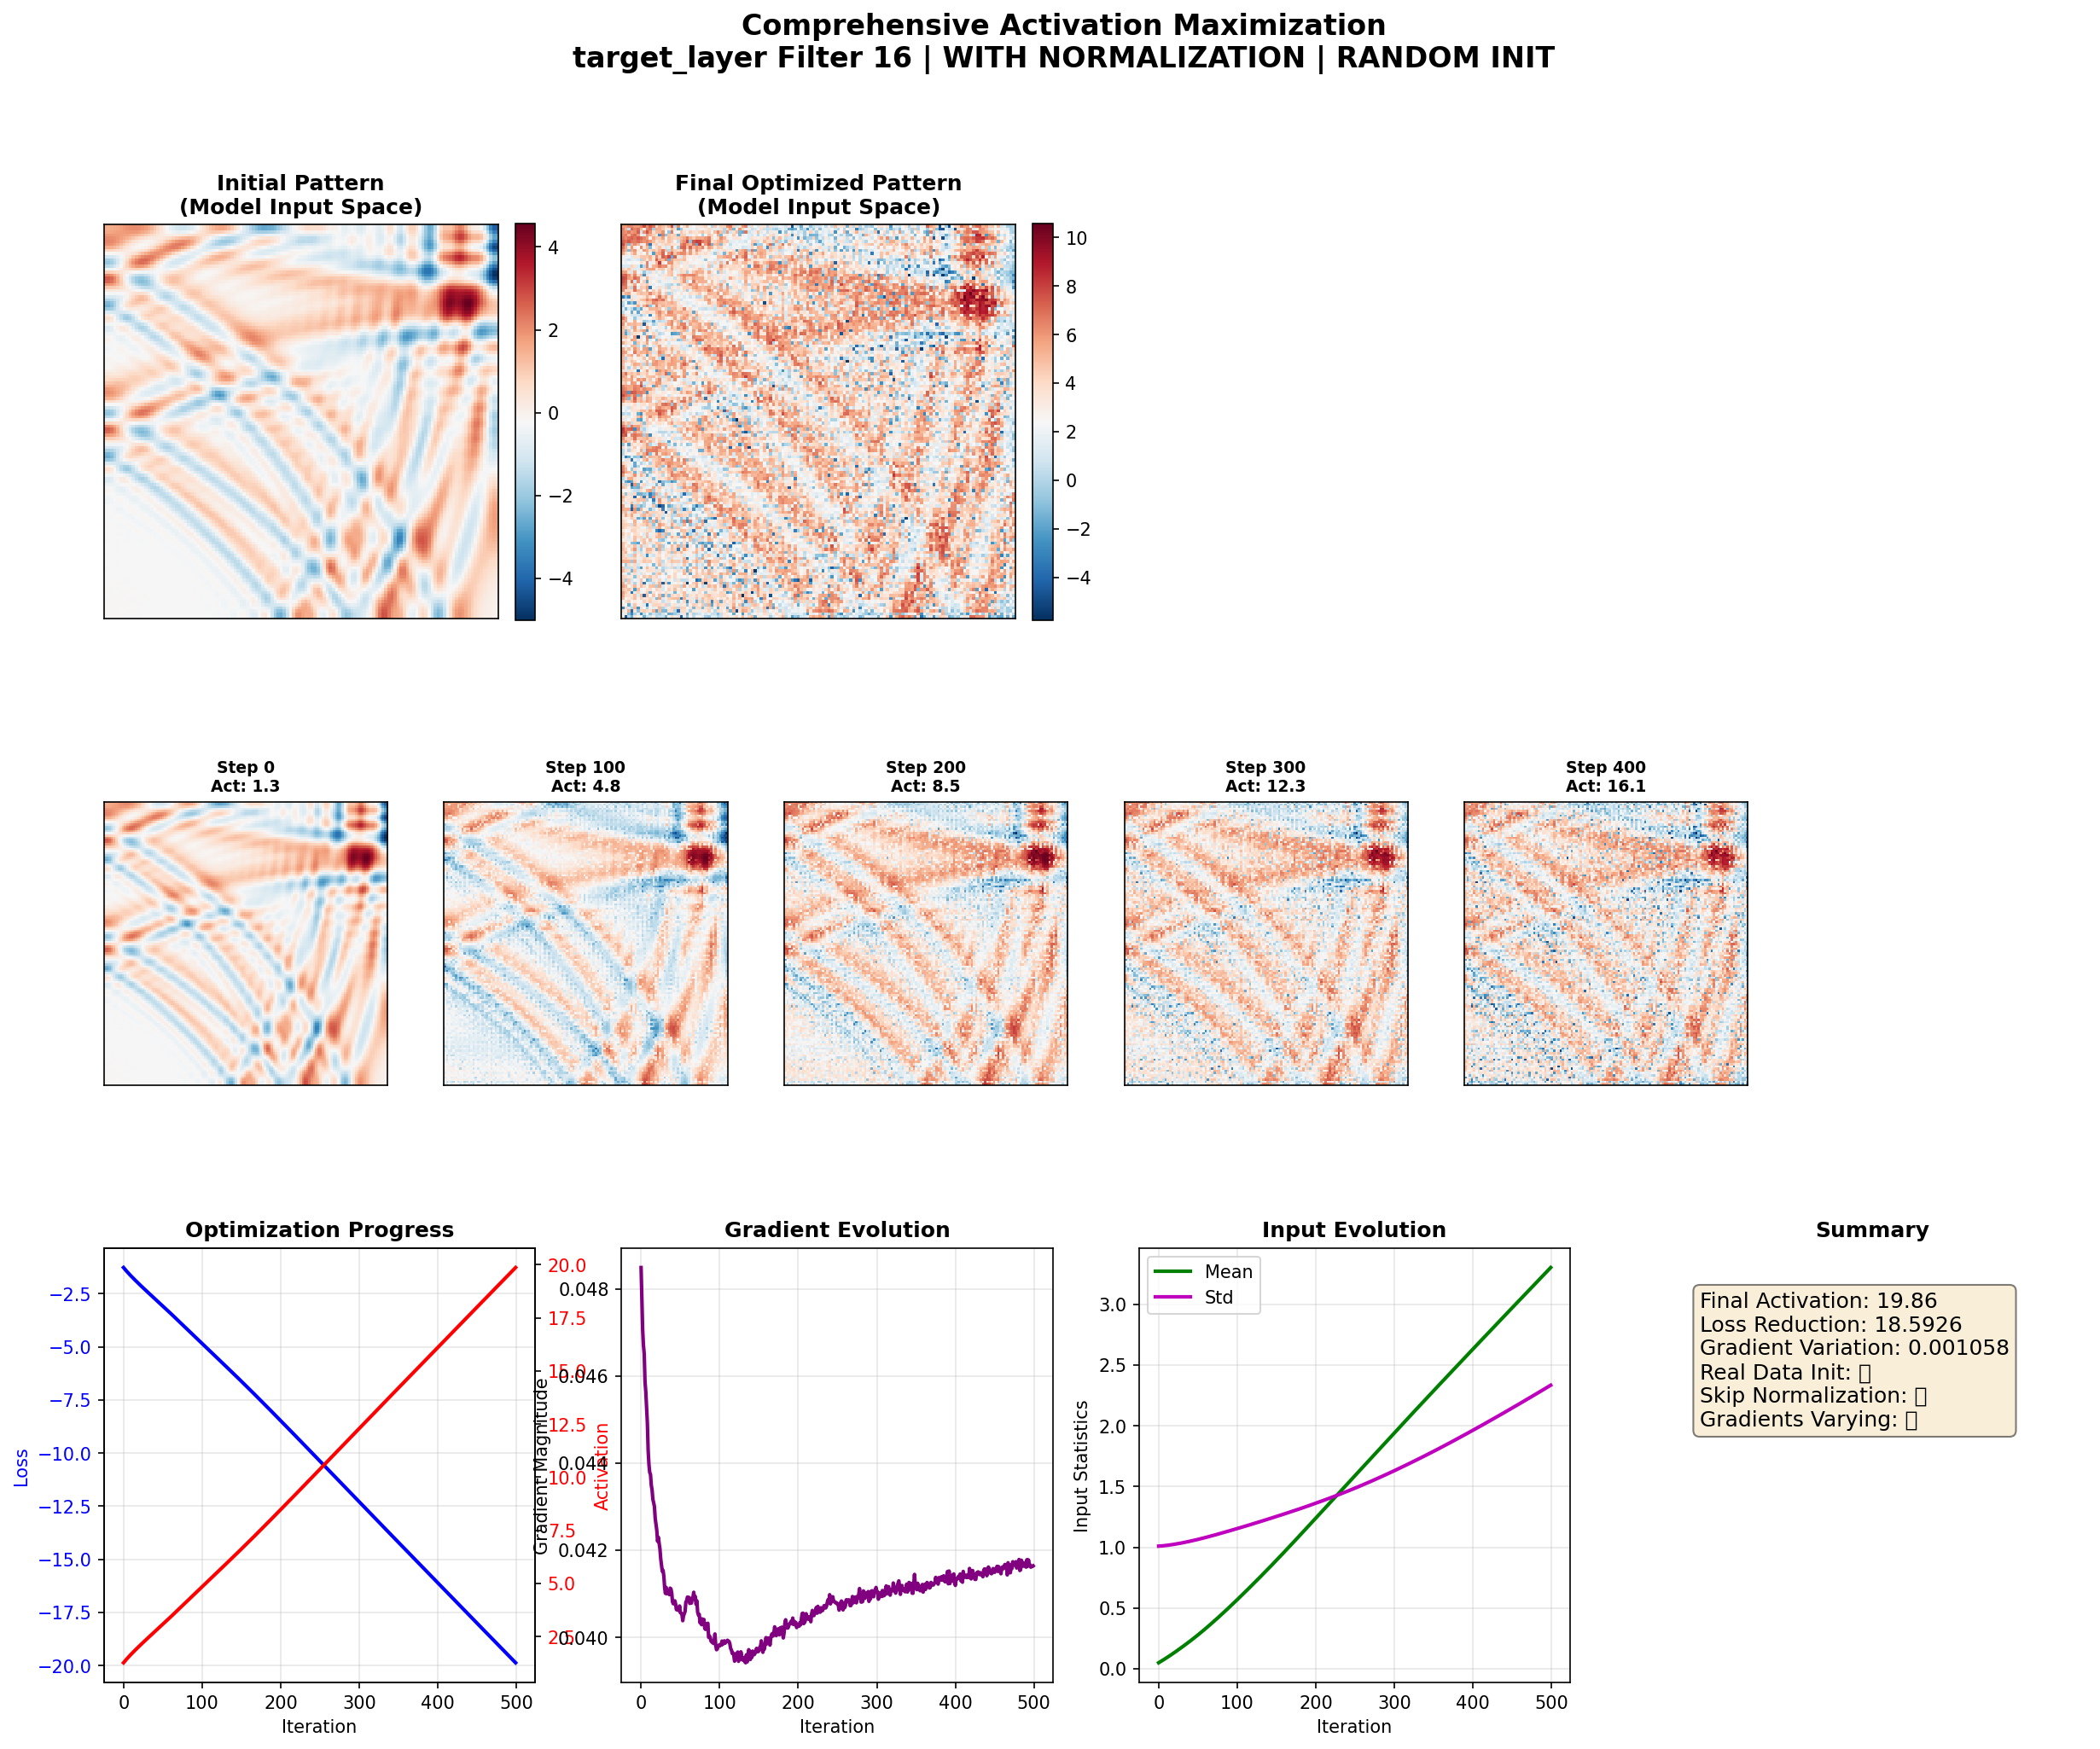 Comprehensive Activation Maximization
target_layer Filter 16 | WITH NORMALIZATION | RANDOM INIT
Initial Pattern
(Model Input Space)
4
2
0
−2
−4
Final Optimized Pattern
(Model Input Space)
10
8
6
4
2
0
−2
−4
Step 0
Act: 1.3
Step 100
Act: 4.8
Step 200
Act: 8.5
Step 300
Act: 12.3
Step 400
Act: 16.1
Optimization Progress
Loss
−2.5
−5.0
−7.5
−10.0
−12.5
−15.0
−17.5
−20.0
0 100 200 300 400 500
Iteration
20.0
17.5
15.0
12.5
10.0
7.5
5.0
2.5
Activation
Gradient Evolution
Gradient Magnitude
0.048
0.046
0.044
0.042
0.040
0 100 200 300 400 500
Iteration
Input Evolution
Mean
Std
Input Statistics
3.0
2.5
2.0
1.5
1.0
0.5
0.0
0 100 200 300 400 500
Iteration
Summary
Final Activation: 19.86
Loss Reduction: 18.5926
Gradient Variation: 0.001058
Real Data Init:
Skip Normalization:
Gradients Varying: